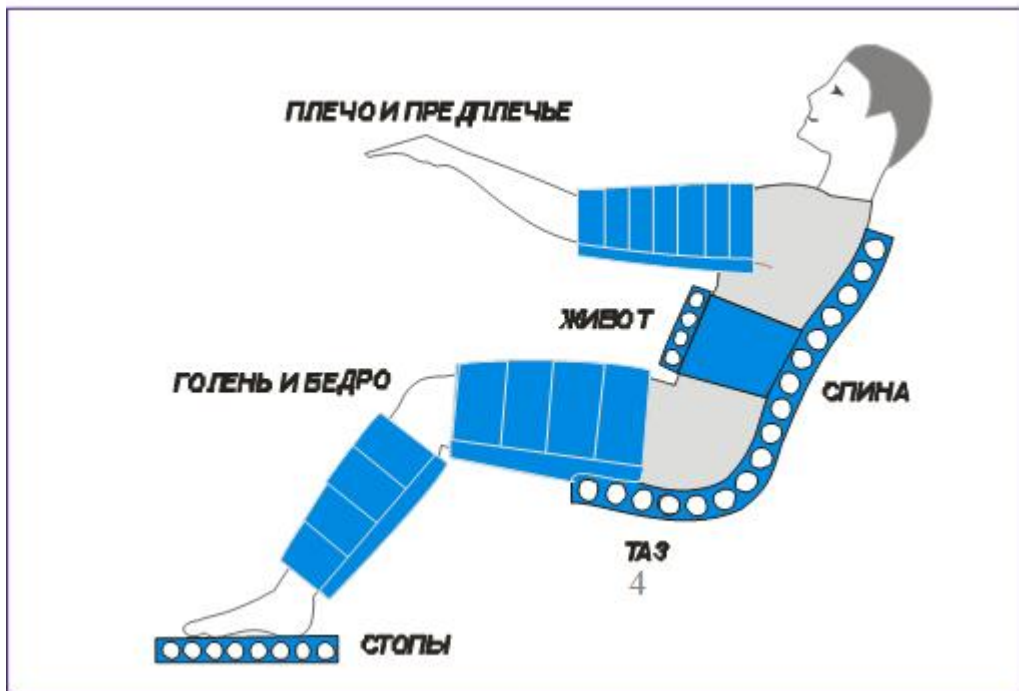 ПЛЕЧО И ПРЕДПЛЕЧЬЕ
ЖИВОТ
ГОЛЕНЬ И БЕДРО
СПИНА
ТАЗ
4
СТОПЫ